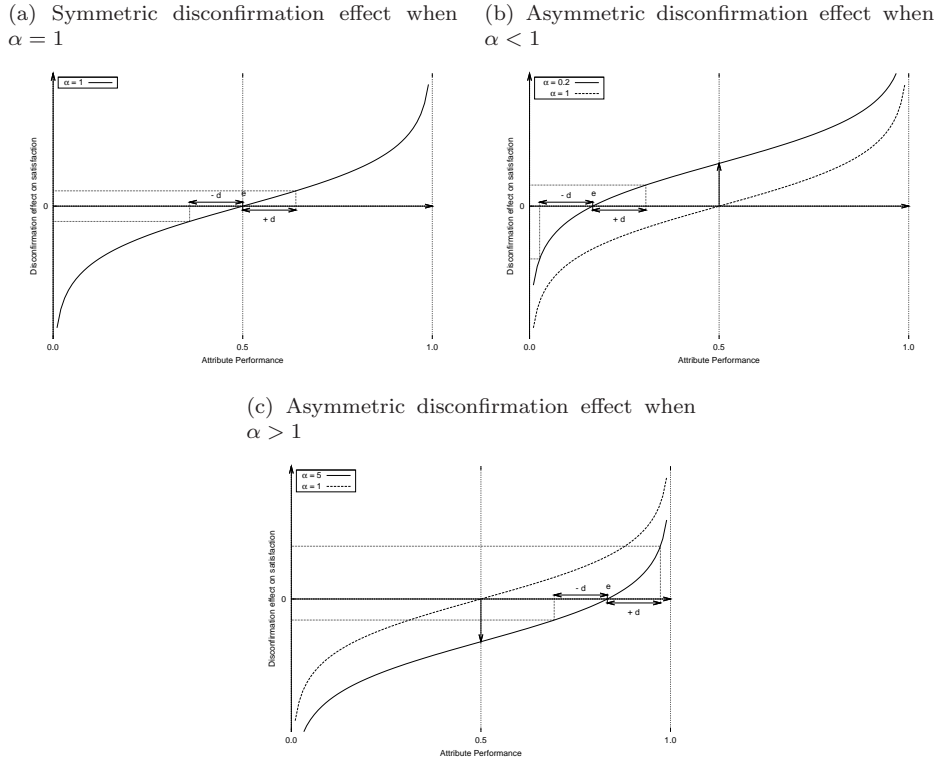 (a) Symmetric disconfirmation effect when
α = 1
(b) Asymmetric disconfirmation effect when
α < 1
α = 1
Disconfirmation effect on satisfaction
0
- d
e
+ d
0.0
0.5
1.0
Attribute Performance
α = 0.2
α = 1
Disconfirmation effect on satisfaction
0
- d
e
+ d
0.0
0.5
1.0
Attribute Performance
(c) Asymmetric disconfirmation effect when
α > 1
α = 5
α = 1
Disconfirmation effect on satisfaction
0
- d
e
+ d
0.0
0.5
1.0
Attribute Performance